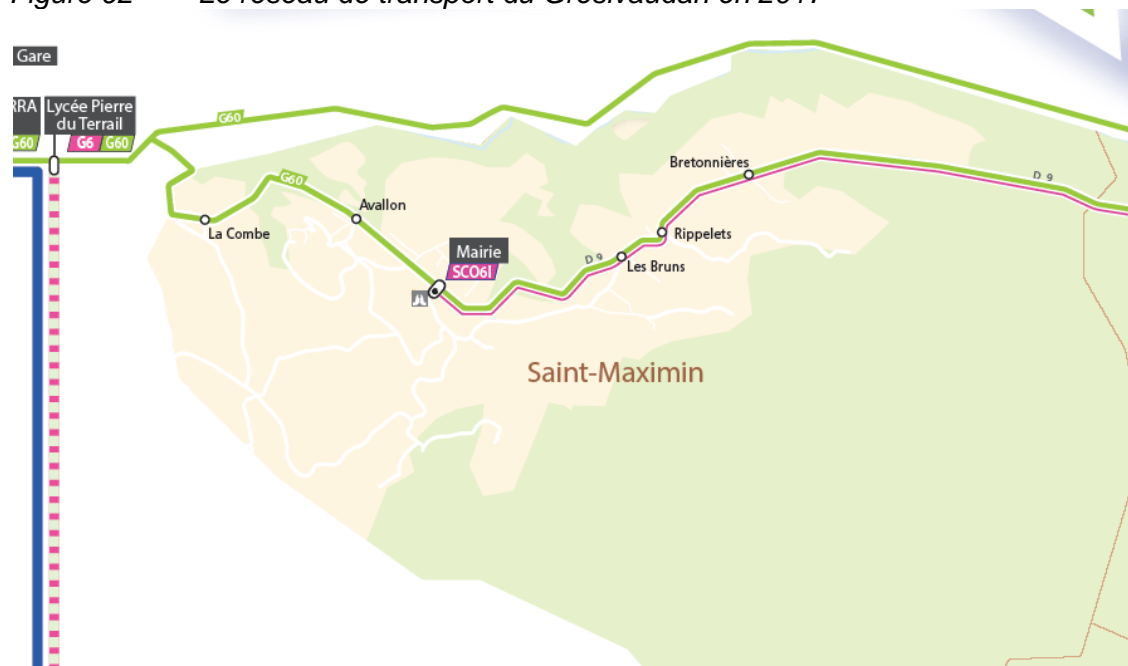 Gare
RRA
G60
Lycée Pierre
du Terrail
G6 G60
G60
G60
La Combe
Avallon
Mairie
SCO6I
D 9
Les Bruns
Rippelets
Bretonnières
D 9
Saint-Maximin